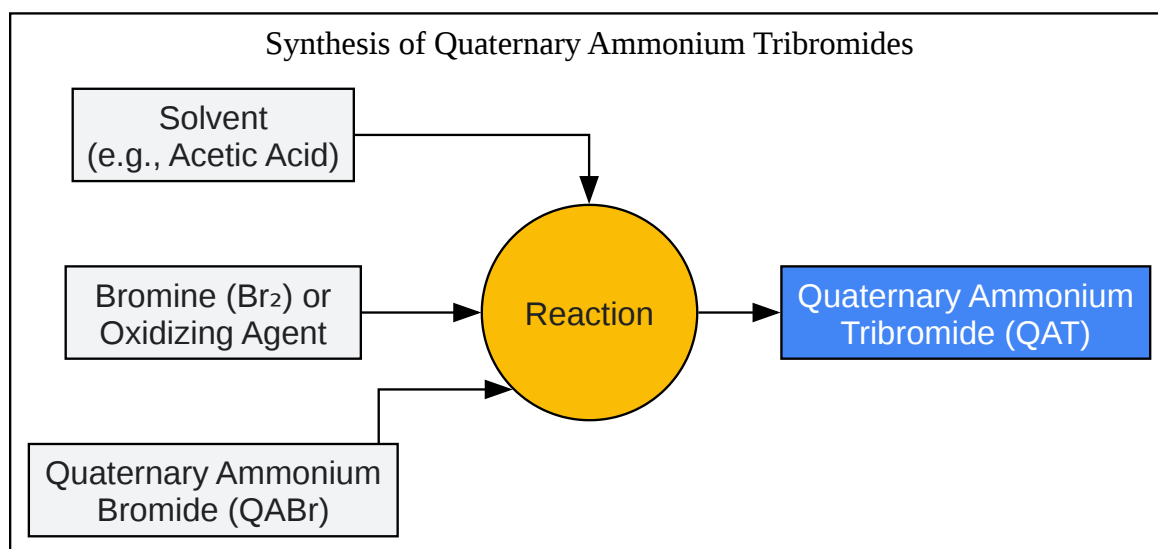 Synthesis of Quaternary Ammonium Tribromides
Solvent
(e.g., Acetic Acid)
Bromine (Br₂) or
Oxidizing Agent
Reaction
Quaternary Ammonium
Tribromide (QAT)
Quaternary Ammonium
Bromide (QABr)